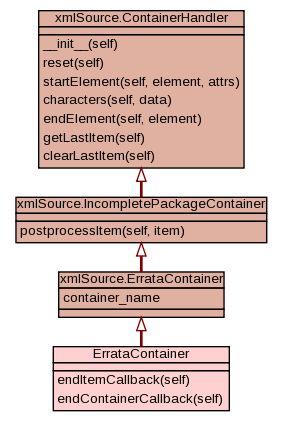 xmlSource.ContainerHandler
__init__(self)
reset(self)
startElement(self, element, attrs)
characters(self, data)
endElement(self, element)
getLastItem(self)
clearLastItem(self)
xmlSource.IncompletePackageContainer
postprocessItem(self, item)
xmlSource.ErrataContainer
container_name
ErrataContainer
endItemCallback(self)
endContainerCallback(self)